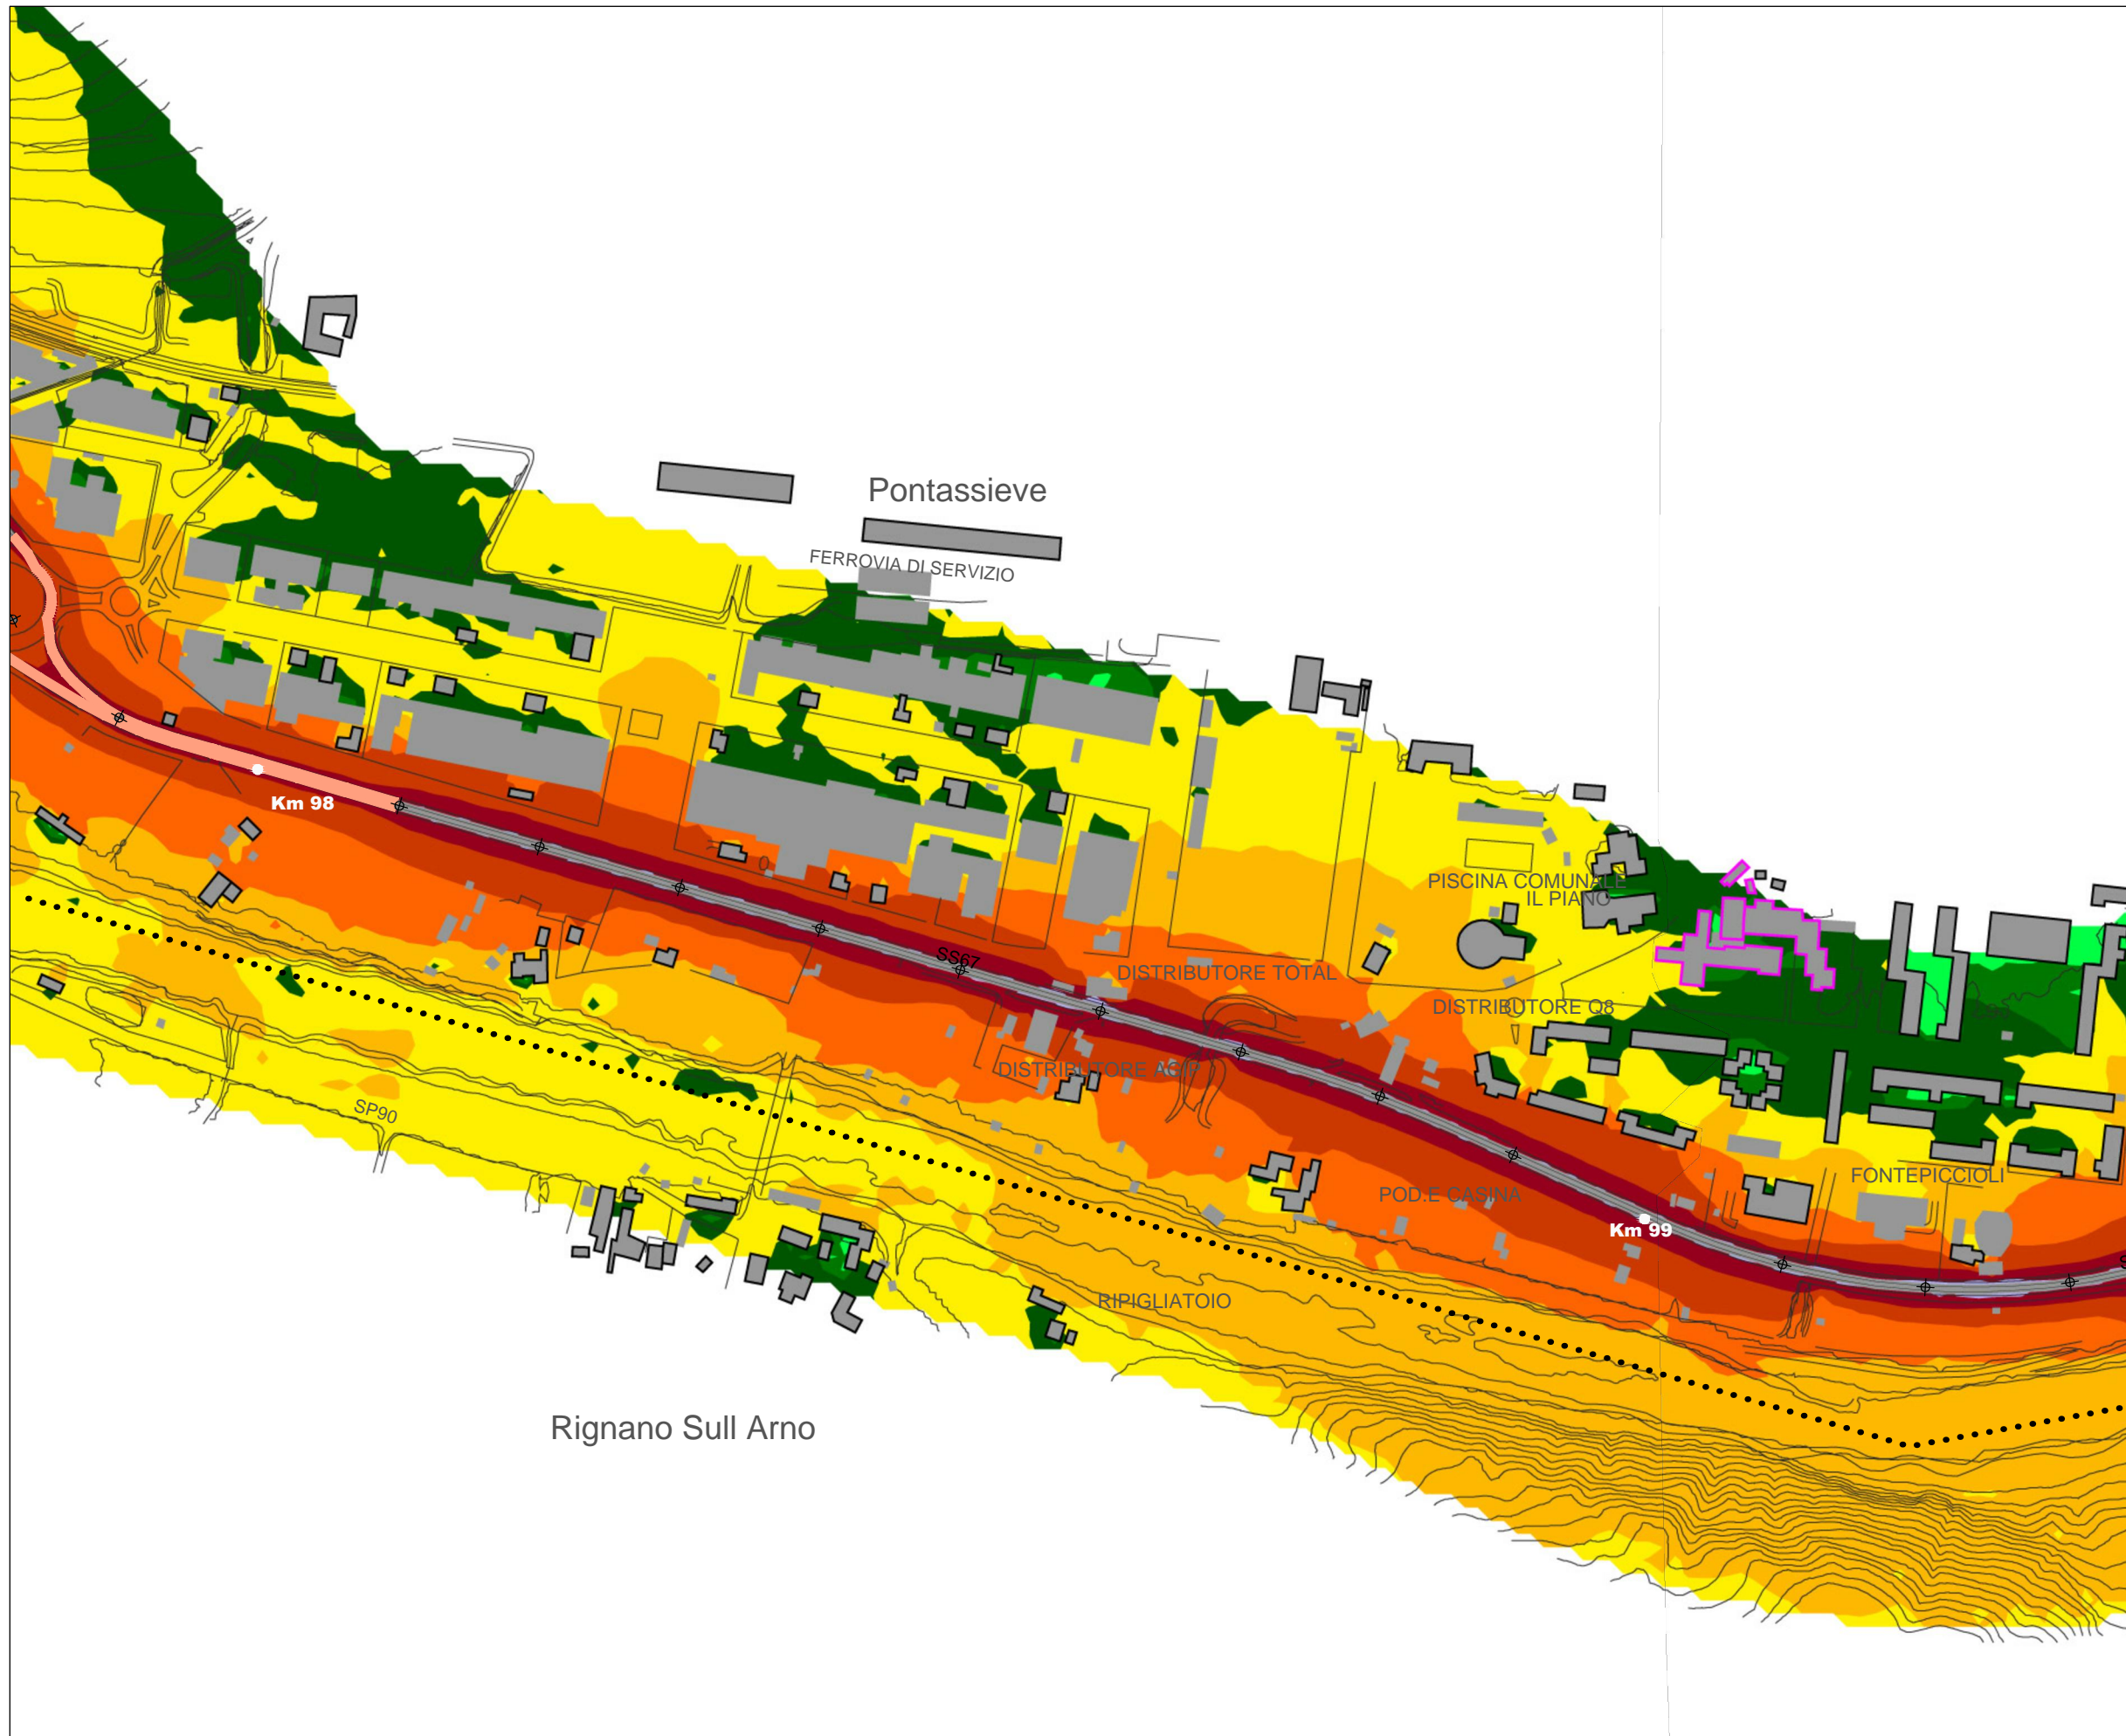 Pontassieve
FERROVIA DI SERVIZIO
Km 98
PISCINA COMUNALE
IL PIANO
SS67
DISTRIBUTORE TOTAL
DISTRIBUTORE Q8
DISTRIBUTORE AGIP
SP90
FONTEPICCIOLI
POD.E CASINA
Km 99
RIPIGLIATOIO
Rignano Sull Arno